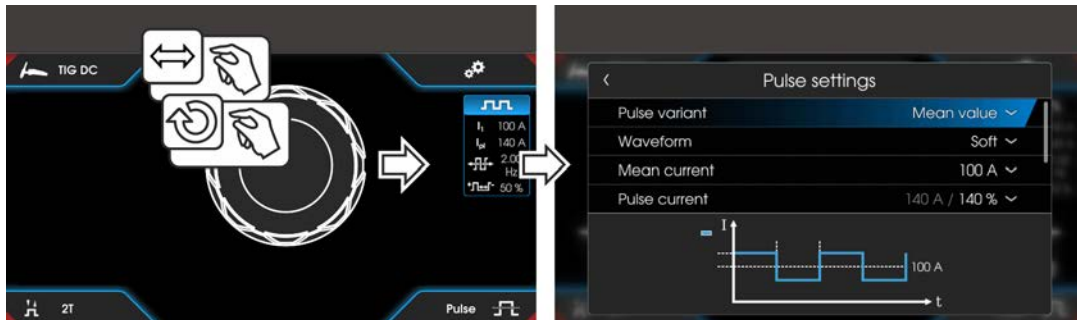 TIG DC
I₁ 100 A
Iₚₗ 140 A
2.00
Hz
50 %
2T
Pulse
Pulse settings
Pulse variant Mean value
Waveform Soft
Mean current 100 A
Pulse current 140 A / 140 %
I
100 A
t